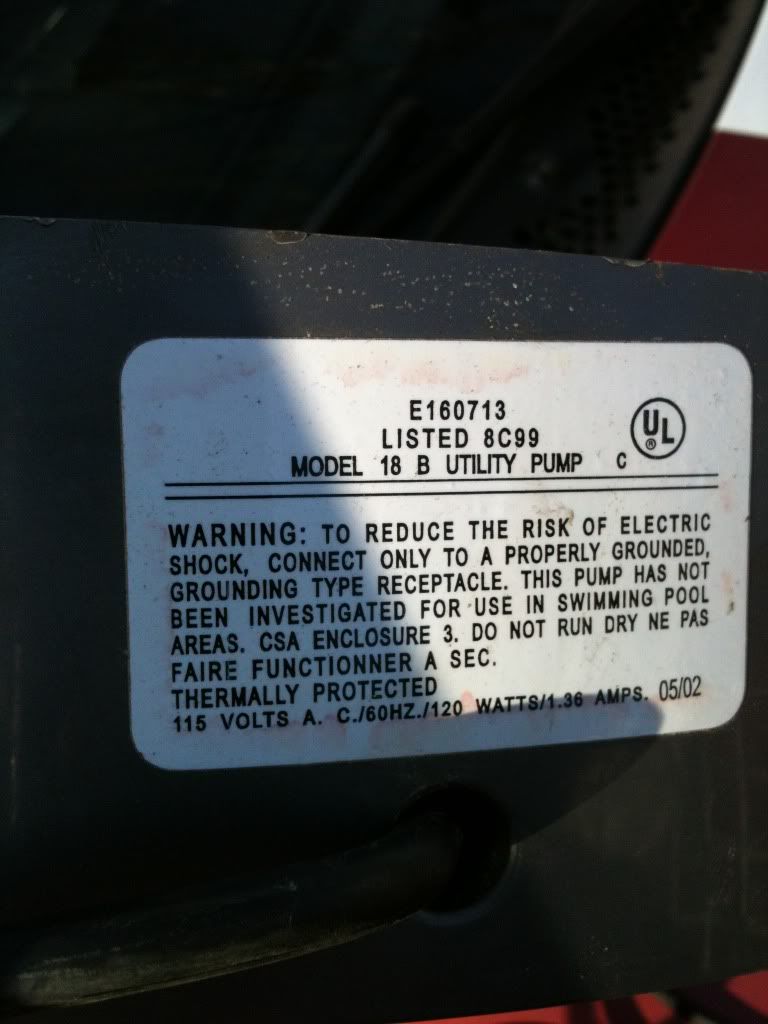 E160713
LISTED 8C99
MODEL 18 B UTILITY PUMP C UL ®
WARNING: TO REDUCE THE RISK OF ELECTRIC
SHOCK, CONNECT ONLY TO A PROPERLY GROUNDED,
GROUNDING TYPE RECEPTACLE. THIS PUMP HAS NOT
BEEN INVESTIGATED FOR USE IN SWIMMING POOL
AREAS. CSA ENCLOSURE 3. DO NOT RUN DRY NE PAS
FAIRE FUNCTIONNER A SEC.
THERMALLY PROTECTED
115 VOLTS A. C./60HZ./120 WATTS/1.36 AMPS. 05/02